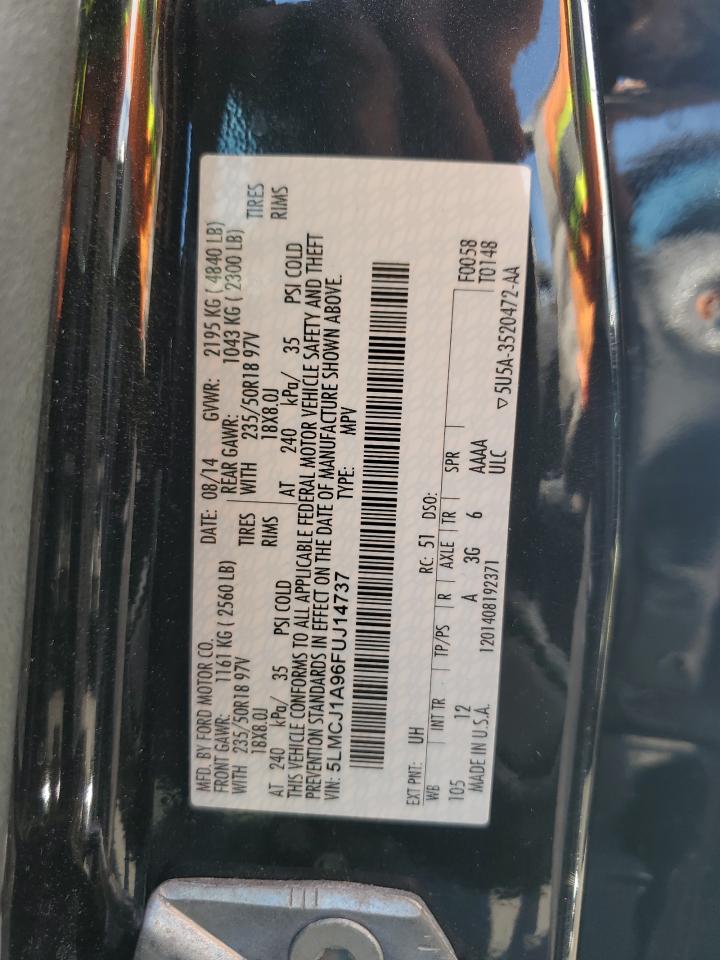 MFD. BY FORD MOTOR CO. DATE: 08/14 GVWR: 2195 KG ( 4840 LB)
FRONT GAWR: 1161 KG ( 2560 LB) REAR GAWR: 1043 KG ( 2300 LB)
WITH 235/50R18 97V TIRES WITH 235/50R18 97V TIRES
18X8.0J RIMS 18X8.0J RIMS
AT 240 kPa/ 35 PSI COLD AT 240 kPa/ 35 PSI COLD
THIS VEHICLE CONFORMS TO ALL APPLICABLE FEDERAL MOTOR VEHICLE SAFETY AND THEFT
PREVENTION STANDARDS IN EFFECT ON THE DATE OF MANUFACTURE SHOWN ABOVE.
VIN: 5LMCJ1A96FUJ14737 TYPE: MPV
EXT PNT: UH RC: 51 DSO: F0058
WB INT TR TP/PS R AXLE TR SPR T0148
105 12 A 3G 6 AAAA
MADE IN U.S.A. 1201408192371 ULC ▽ 5U5A-3520472-AA